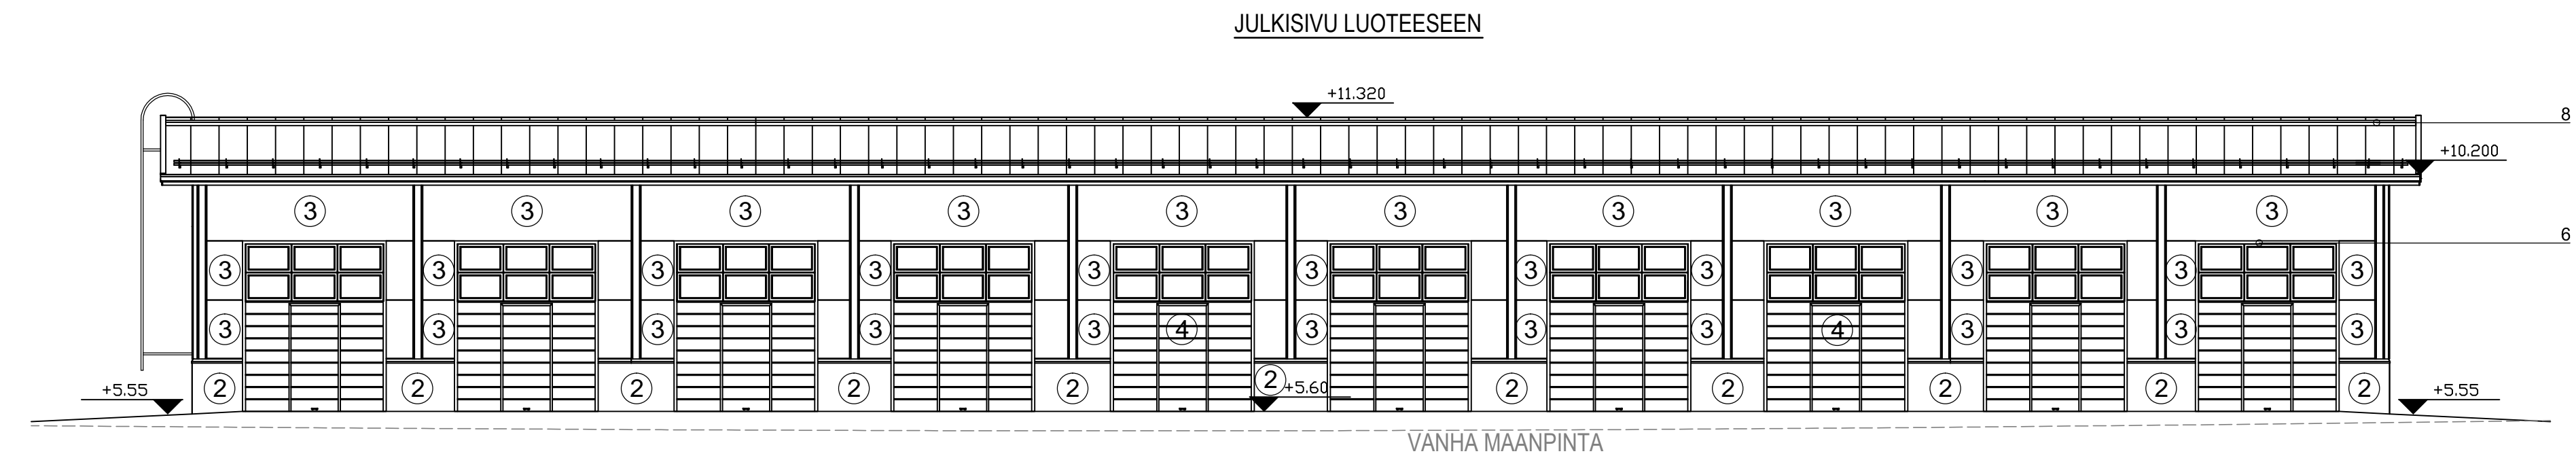 JULKISIVU LUOTEESEEN
+11.320
8
+10.200
3 3 3 3 3 3 3 3 3 3
6
3 3 3 3 3 3 3 3 3 3 3
3 3 3 3 3 4 3 3 3 4 3 3 3
+5.55 2 2 2 2 2 2 +5.60 2 2 2 2 2 +5.55
VANHA MAANPINTA